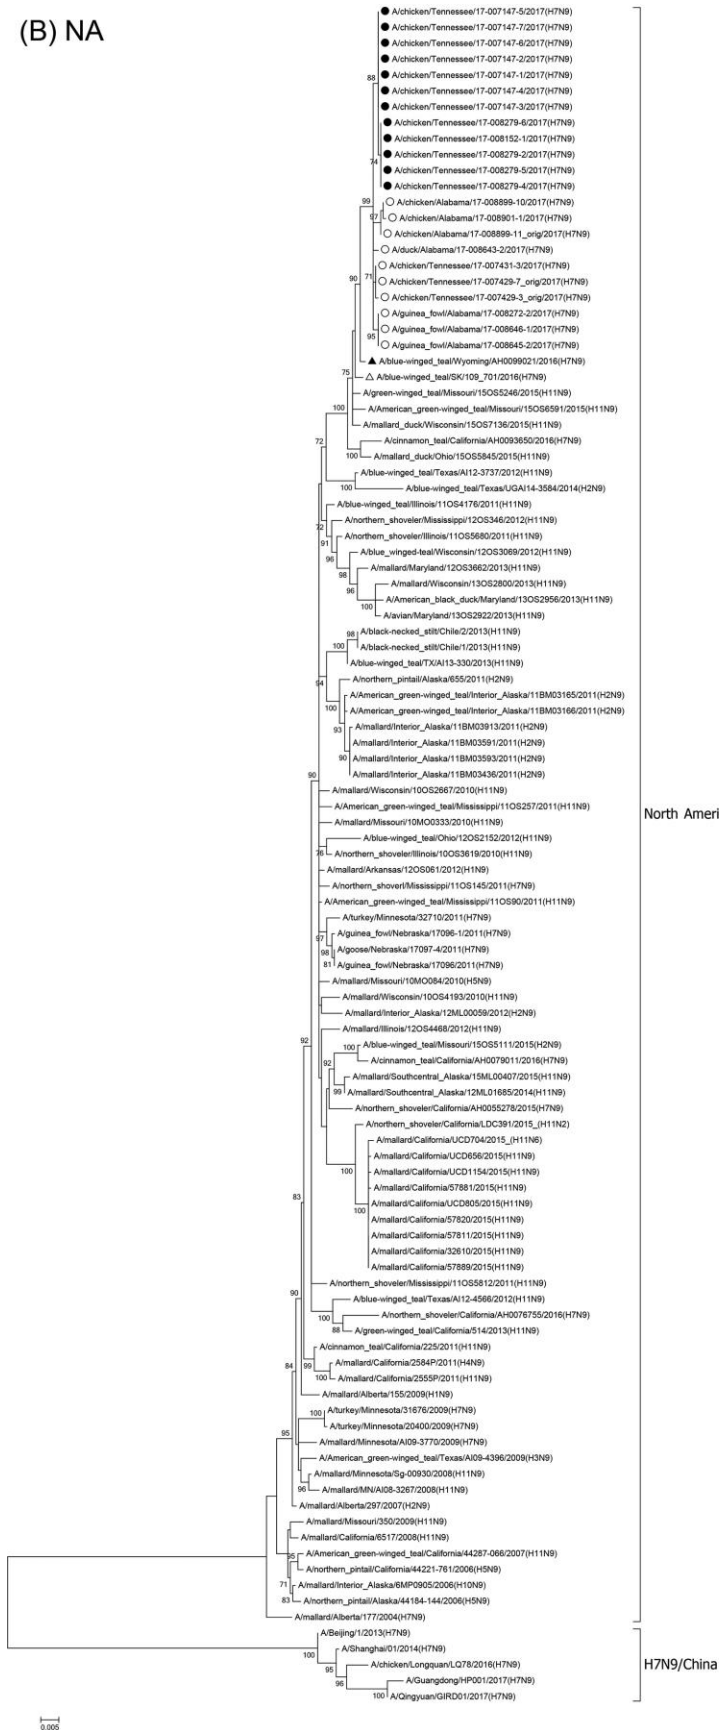 (B) NA
A/chicken/Tennessee/17-007147-5/2017(H7N9)
A/chicken/Tennessee/17-007147-7/2017(H7N9)
A/chicken/Tennessee/17-007147-6/2017(H7N9)
A/chicken/Tennessee/17-007147-2/2017(H7N9)
88
A/chicken/Tennessee/17-007147-1/2017(H7N9)
A/chicken/Tennessee/17-007147-4/2017(H7N9)
A/chicken/Tennessee/17-007147-3/2017(H7N9)
A/chicken/Tennessee/17-008279-6/2017(H7N9)
A/chicken/Tennessee/17-008152-1/2017(H7N9)
A/chicken/Tennessee/17-008279-2/2017(H7N9)
74
A/chicken/Tennessee/17-008279-5/2017(H7N9)
A/chicken/Tennessee/17-008279-4/2017(H7N9)
99
A/chicken/Alabama/17-008899-10/2017(H7N9)
97
A/chicken/Alabama/17-008901-1/2017(H7N9)
A/chicken/Alabama/17-008899-11_orig/2017(H7N9)
A/duck/Alabama/17-008643-2/2017(H7N9)
A/chicken/Tennessee/17-007431-3/2017(H7N9)
90
71
A/chicken/Tennessee/17-007429-7_orig/2017(H7N9)
A/chicken/Tennessee/17-007429-3_orig/2017(H7N9)
A/guinea_fowl/Alabama/17-008272-2/2017(H7N9)
A/guinea_fowl/Alabama/17-008646-1/2017(H7N9)
95
A/guinea_fowl/Alabama/17-008645-2/2017(H7N9)
A/blue-winged_teal/Wyoming/AH0099021/2016(H7N9)
75
A/blue-winged_teal/SK/109_701/2016(H7N9)
A/green-winged_teal/Missouri/15OS5246/2015(H11N9)
100
A/American_green-winged_teal/Missouri/15OS6591/2015(H11N9)
A/mallard_duck/Wisconsin/15OS7136/2015(H11N9)
72
A/cinnamon_teal/California/AH0093650/2016(H7N9)
100
A/mallard_duck/Ohio/15OS5845/2015(H11N9)
A/blue-winged_teal/Texas/AI12-3737/2012(H11N9)
100
A/blue-winged_teal/Texas/UGAI14-3584/2014(H2N9)
A/blue-winged_teal/Illinois/11OS4176/2011(H11N9)
72
A/northern_shoveler/Mississippi/12OS346/2012(H11N9)
91
A/northern_shoveler/Illinois/11OS5680/2011(H11N9)
96
A/blue_winged-teal/Wisconsin/12OS3069/2012(H11N9)
98
A/mallard/Maryland/12OS3662/2013(H11N9)
96
A/mallard/Wisconsin/13OS2800/2013(H11N9)
A/American_black_duck/Maryland/13OS2956/2013(H11N9)
100
A/avian/Maryland/13OS2922/2013(H11N9)
98
A/black-necked_stilt/Chile/2/2013(H11N9)
100
A/black-necked_stilt/Chile/1/2013(H11N9)
A/blue-winged_teal/TX/AI13-330/2013(H11N9)
94
A/northern_pintail/Alaska/655/2011(H2N9)
100
A/American_green-winged_teal/Interior_Alaska/11BM03165/2011(H2N9)
A/American_green-winged_teal/Interior_Alaska/11BM03166/2011(H2N9)
93
A/mallard/Interior_Alaska/11BM03913/2011(H2N9)
A/mallard/Interior_Alaska/11BM03591/2011(H2N9)
90
A/mallard/Interior_Alaska/11BM03593/2011(H2N9)
A/mallard/Interior_Alaska/11BM03436/2011(H2N9)
90
A/mallard/Wisconsin/10OS2667/2010(H11N9)
A/American_green-winged_teal/Mississippi/11OS257/2011(H11N9)
North Ameri
A/mallard/Missouri/10MO0333/2010(H11N9)
A/blue-winged_teal/Ohio/12OS2152/2012(H11N9)
76
A/northern_shoveler/Illinois/10OS3619/2010(H11N9)
A/mallard/Arkansas/12OS061/2012(H1N9)
A/northern_shoverl/Mississippi/11OS145/2011(H7N9)
A/American_green-winged_teal/Mississippi/11OS90/2011(H11N9)
A/turkey/Minnesota/32710/2011(H7N9)
97
A/guinea_fowl/Nebraska/17096-1/2011(H7N9)
98
A/goose/Nebraska/17097-4/2011(H7N9)
81
A/guinea_fowl/Nebraska/17096/2011(H7N9)
A/mallard/Missouri/10MO084/2010(H5N9)
A/mallard/Wisconsin/10OS4193/2010(H11N9)
A/mallard/Interior_Alaska/12ML00059/2012(H2N9)
A/mallard/Illinois/12OS4468/2012(H11N9)
92
100
A/blue-winged_teal/Missouri/15OS5111/2015(H2N9)
92
A/cinnamon_teal/California/AH0079011/2016(H7N9)
A/mallard/Southcentral_Alaska/15ML00407/2015(H11N9)
99
A/mallard/Southcentral_Alaska/12ML01685/2014(H11N9)
A/northern_shoveler/California/AH0055278/2015(H7N9)
A/northern_shoveler/California/LDC391/2015_(H11N2)
A/mallard/California/UCD704/2015_(H11N6)
A/mallard/California/UCD656/2015(H11N9)
100
A/mallard/California/UCD1154/2015(H11N9)
A/mallard/California/57881/2015(H11N9)
83
A/mallard/California/UCD805/2015(H11N9)
100
A/mallard/California/57820/2015(H11N9)
A/mallard/California/57811/2015(H11N9)
A/mallard/California/32610/2015(H11N9)
A/mallard/California/57889/2015(H11N9)
A/northern_shoveler/Mississippi/11OS5812/2011(H11N9)
90
A/blue-winged_teal/Texas/AI12-4566/2012(H11N9)
100
A/northern_shoveler/California/AH0076755/2016(H7N9)
88
A/green-winged_teal/California/514/2013(H11N9)
A/cinnamon_teal/California/225/2011(H11N9)
99
A/mallard/California/2584P/2011(H4N9)
84
100
A/mallard/California/2555P/2011(H11N9)
A/mallard/Alberta/155/2009(H1N9)
100
A/turkey/Minnesota/31676/2009(H7N9)
A/turkey/Minnesota/20400/2009(H7N9)
95
A/mallard/Minnesota/AI09-3770/2009(H7N9)
A/American_green-winged_teal/Texas/AI09-4396/2009(H3N9)
A/mallard/Minnesota/Sg-00930/2008(H11N9)
96
A/mallard/MN/AI08-3267/2008(H11N9)
A/mallard/Alberta/297/2007(H2N9)
A/mallard/Missouri/350/2009(H11N9)
A/mallard/California/6517/2008(H11N9)
95
A/American_green-winged_teal/California/44287-066/2007(H11N9)
A/northern_pintail/California/44221-761/2006(H5N9)
71
A/mallard/Interior_Alaska/6MP0905/2006(H10N9)
83
A/northern_pintail/Alaska/44184-144/2006(H5N9)
A/mallard/Alberta/177/2004(H7N9)
A/Beijing/1/2013(H7N9)
100
A/Shanghai/01/2014(H7N9)
95
A/chicken/Longquan/LQ78/2016(H7N9)
H7N9/China
96
A/Guangdong/HP001/2017(H7N9)
100
A/Qingyuan/GIRD01/2017(H7N9)
0.005